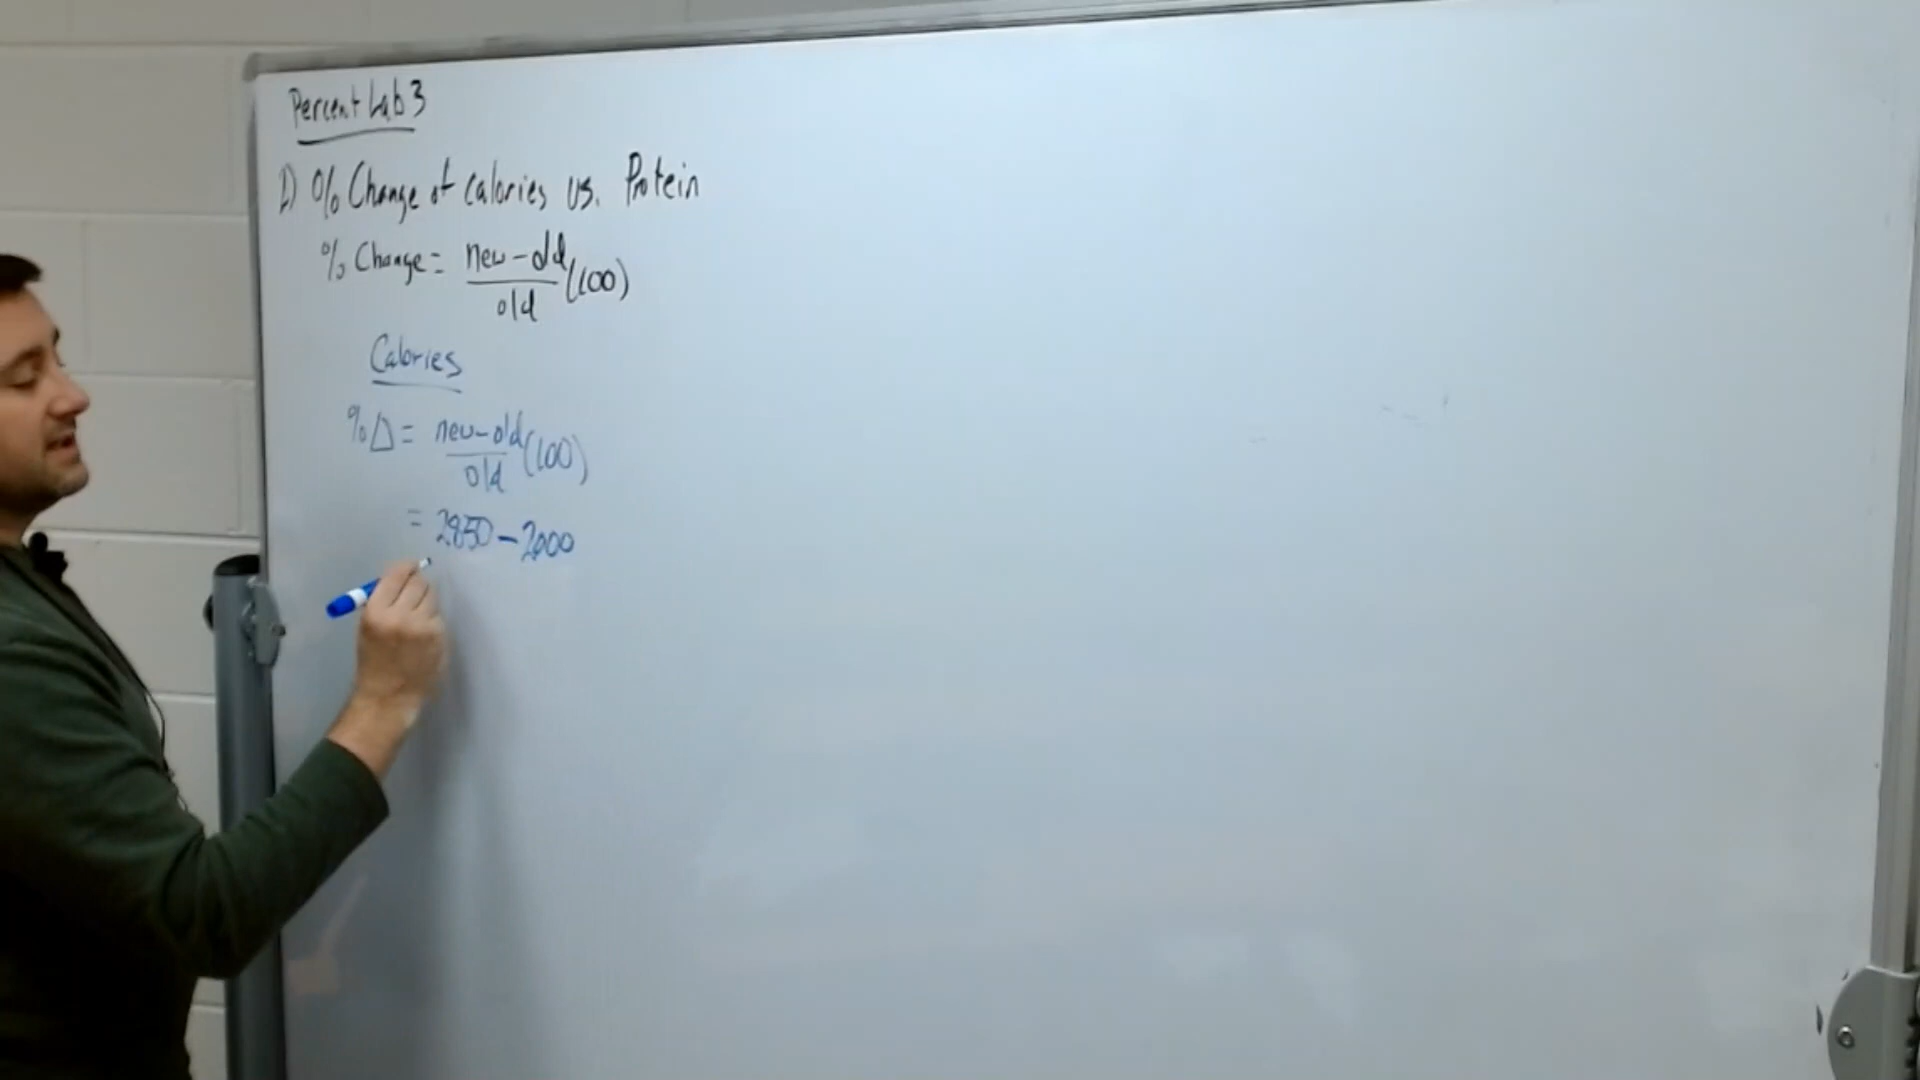 Percent Lab 3
1) % Change of Calories vs. Protein
% Change = new - old / old (100)
Calories
% Δ = new - old / old (100)
= 2850 - 2000